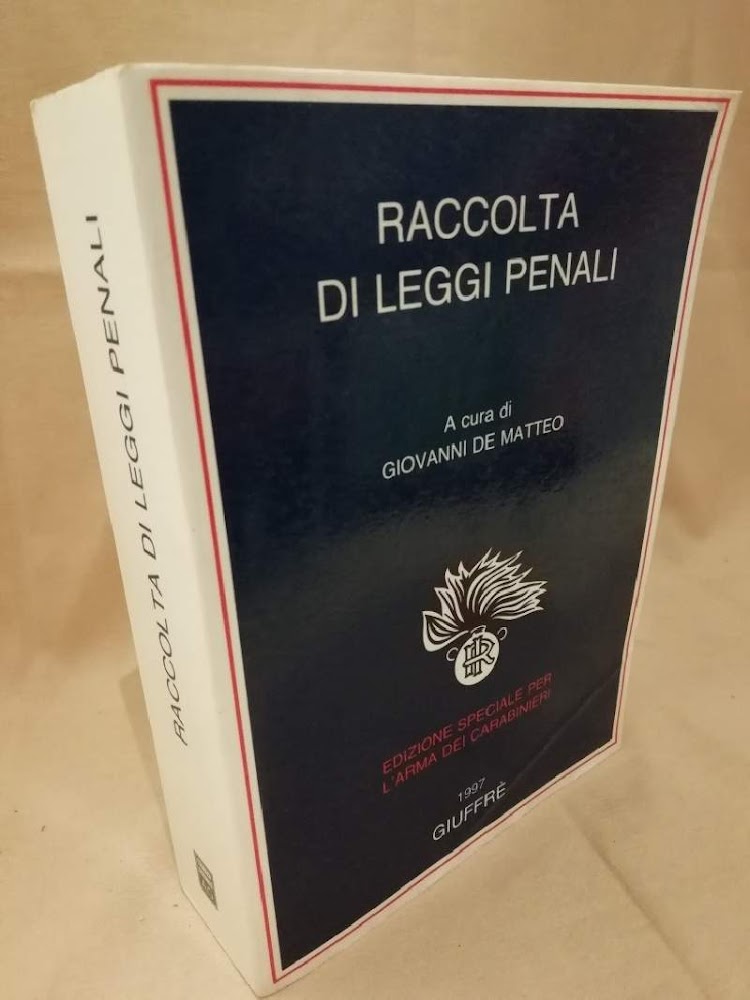 RACCOLTA DI LEGGI PENALI
RACCOLTA
DI LEGGI PENALI
A cura di
GIOVANNI DE MATTEO
RI
EDIZIONE SPECIALE PER
L'ARMA DEI CARABINIERI
1997
GIUFFRÈ